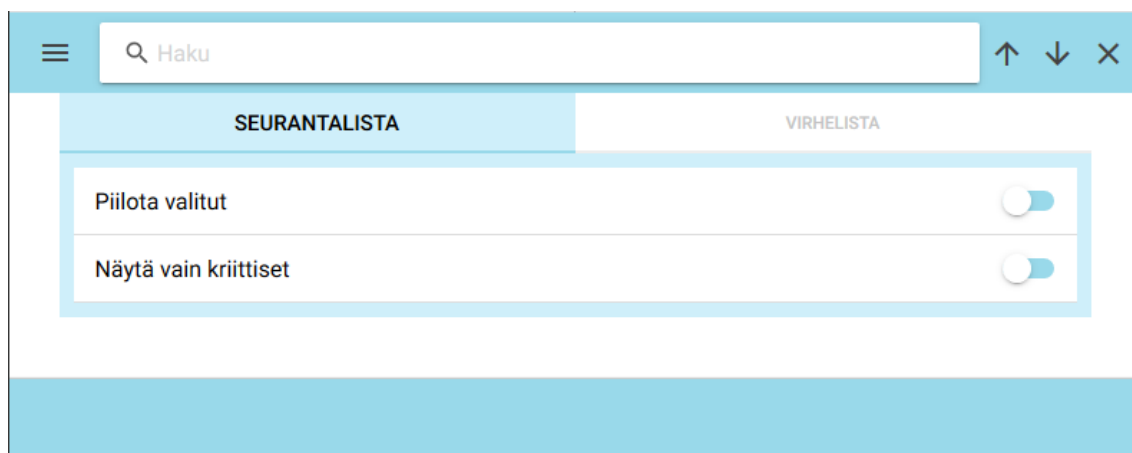 Haku
SEURANTALISTA
VIRHELISTA
Piilota valitut
Näytä vain kriittiset